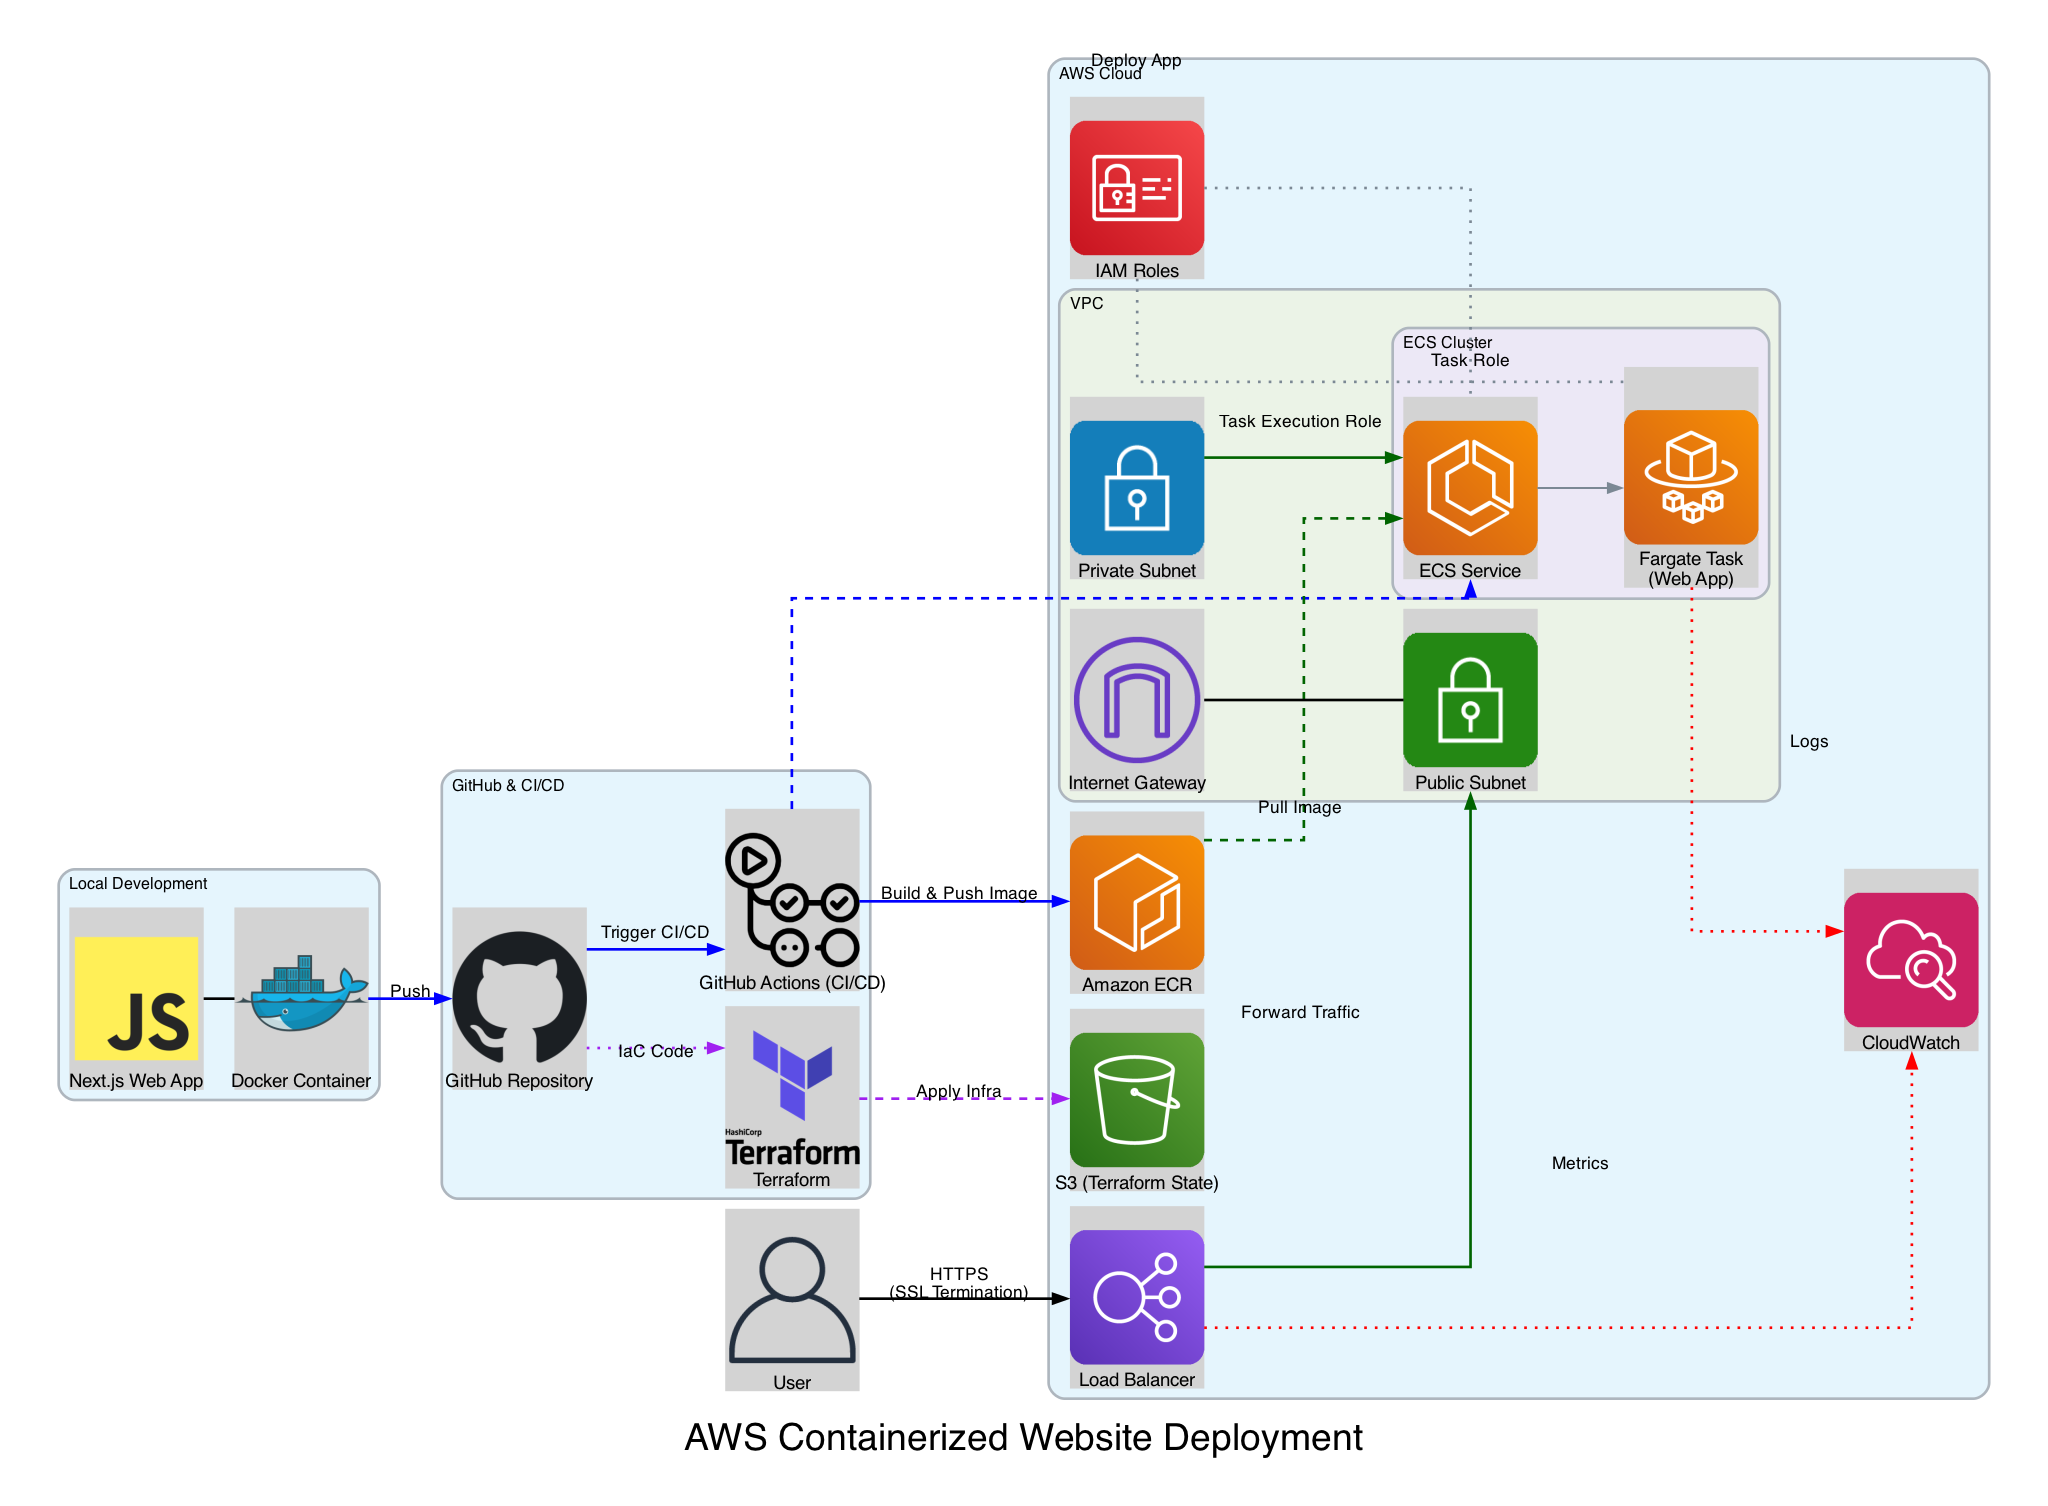 Deploy App
AWS Cloud
IAM Roles
VPC
ECS Cluster
Task Role
Task Execution Role
Private Subnet
ECS Service
Fargate Task
(Web App)
Internet Gateway
Public Subnet
Logs
GitHub & CI/CD
Pull Image
Local Development
Build & Push Image
Trigger CI/CD
GitHub Actions (CI/CD)
Amazon ECR
Push
JS
Forward Traffic
CloudWatch
IaC Code
Next.js Web App
Docker Container
GitHub Repository
Apply Infra
HashiCorp
Terraform
Terraform
S3 (Terraform State)
Metrics
HTTPS
(SSL Termination)
User
Load Balancer
AWS Containerized Website Deployment